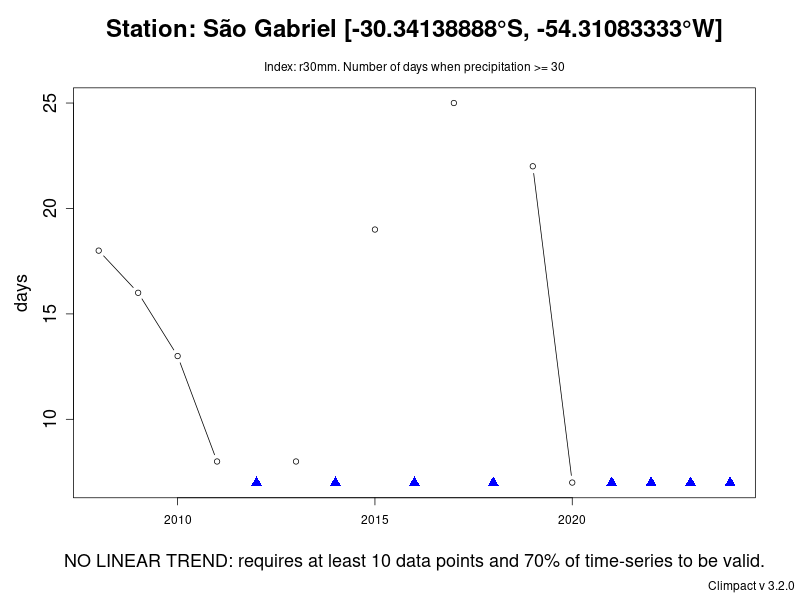 Station: São Gabriel [-30.34138888°S, -54.31083333°W]
Index: r30mm. Number of days when precipitation >= 30
25
20
15
10
days
2010 2015 2020
NO LINEAR TREND: requires at least 10 data points and 70% of time-series to be valid.
Climpact v 3.2.0